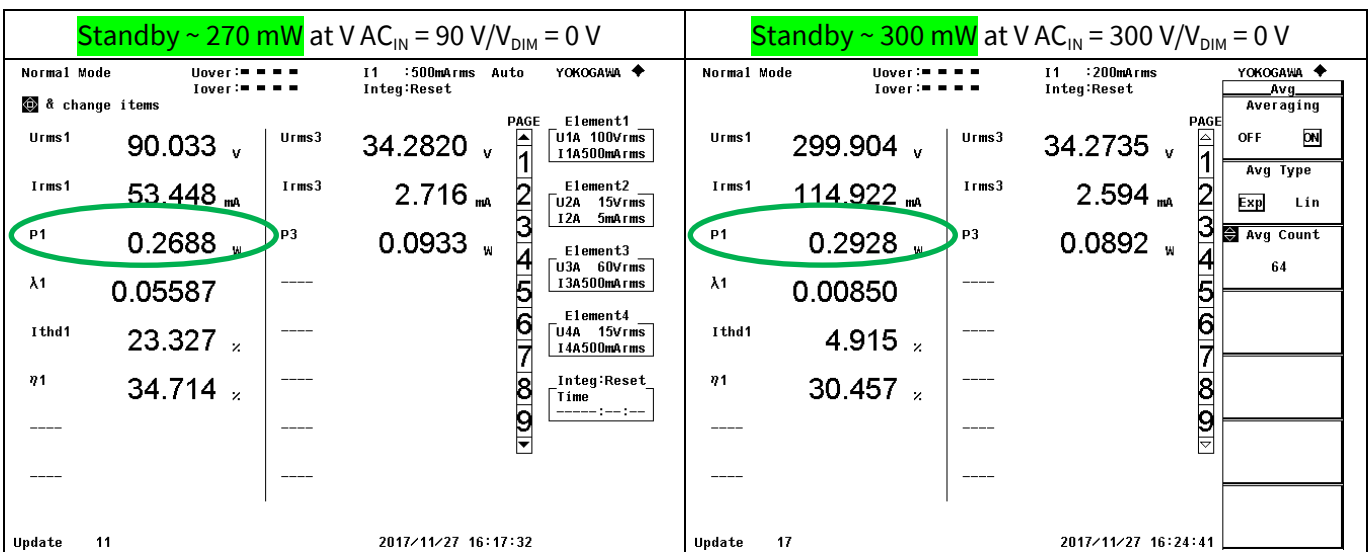 Standby ~ 270 mW at V ACIN = 90 V/VDIM = 0 V
Normal Mode Uover: I1 :500mArms Auto YOKOGAWA ◆
Iover: Integ:Reset
& change items
PAGE Element1
Urms1 90.033 V Urms3 34.2820 V 1 U1A 100Vrms
I1A500mArms
Irms1 53.448 mA Irms3 2.716 mA 2 Element2
U2A 15Vrms
I2A 5mArms
P1 0.2688 W P3 0.0933 W 3
4 Element3
U3A 60Vrms
λ1 0.05587 ---- 5 I3A500mArms
Ithd1 23.327 % ---- 6 Element4
U4A 15Vrms
7 I4A500mArms
η1 34.714 % ---- 8 Integ:Reset
Time
---- ---- 9 -----:--:--
---- ----
Update 11 2017/11/27 16:17:32
Standby ~ 300 mW at V ACIN = 300 V/VDIM = 0 V
Normal Mode Uover: I1 :200mArms YOKOGAWA ◆
Iover: Integ:Reset Avg
PAGE Averaging
Urms1 299.904 V Urms3 34.2735 V 1 OFF ON
Avg Type
Irms1 114.922 mA Irms3 2.594 mA 2 Exp Lin
P1 0.2928 W P3 0.0892 W 3 Avg Count
4 64
λ1 0.00850 ---- 5
Ithd1 4.915 % ---- 6
7
η1 30.457 % ---- 8
---- ---- 9
---- ----
Update 17 2017/11/27 16:24:41